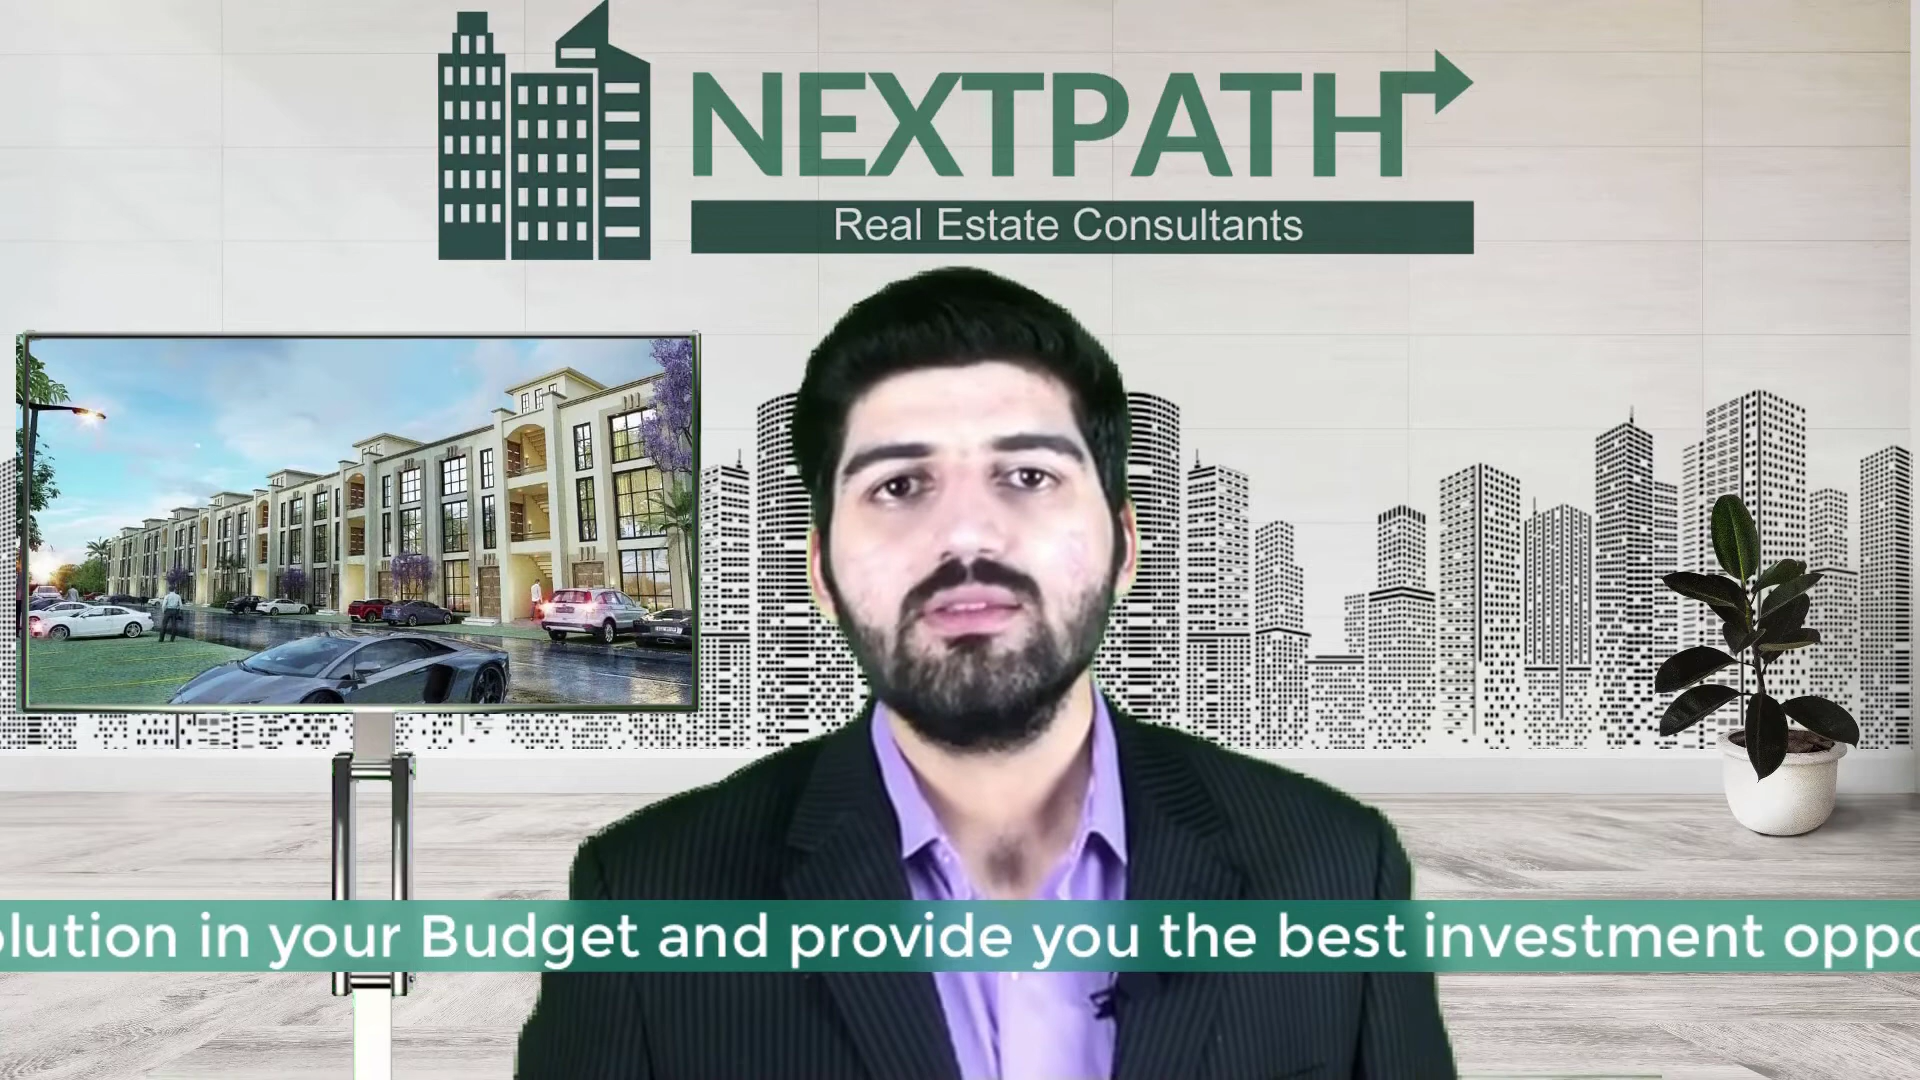 NEXTPATH
Real Estate Consultants
olution in your Budget and provide you the best investment oppo